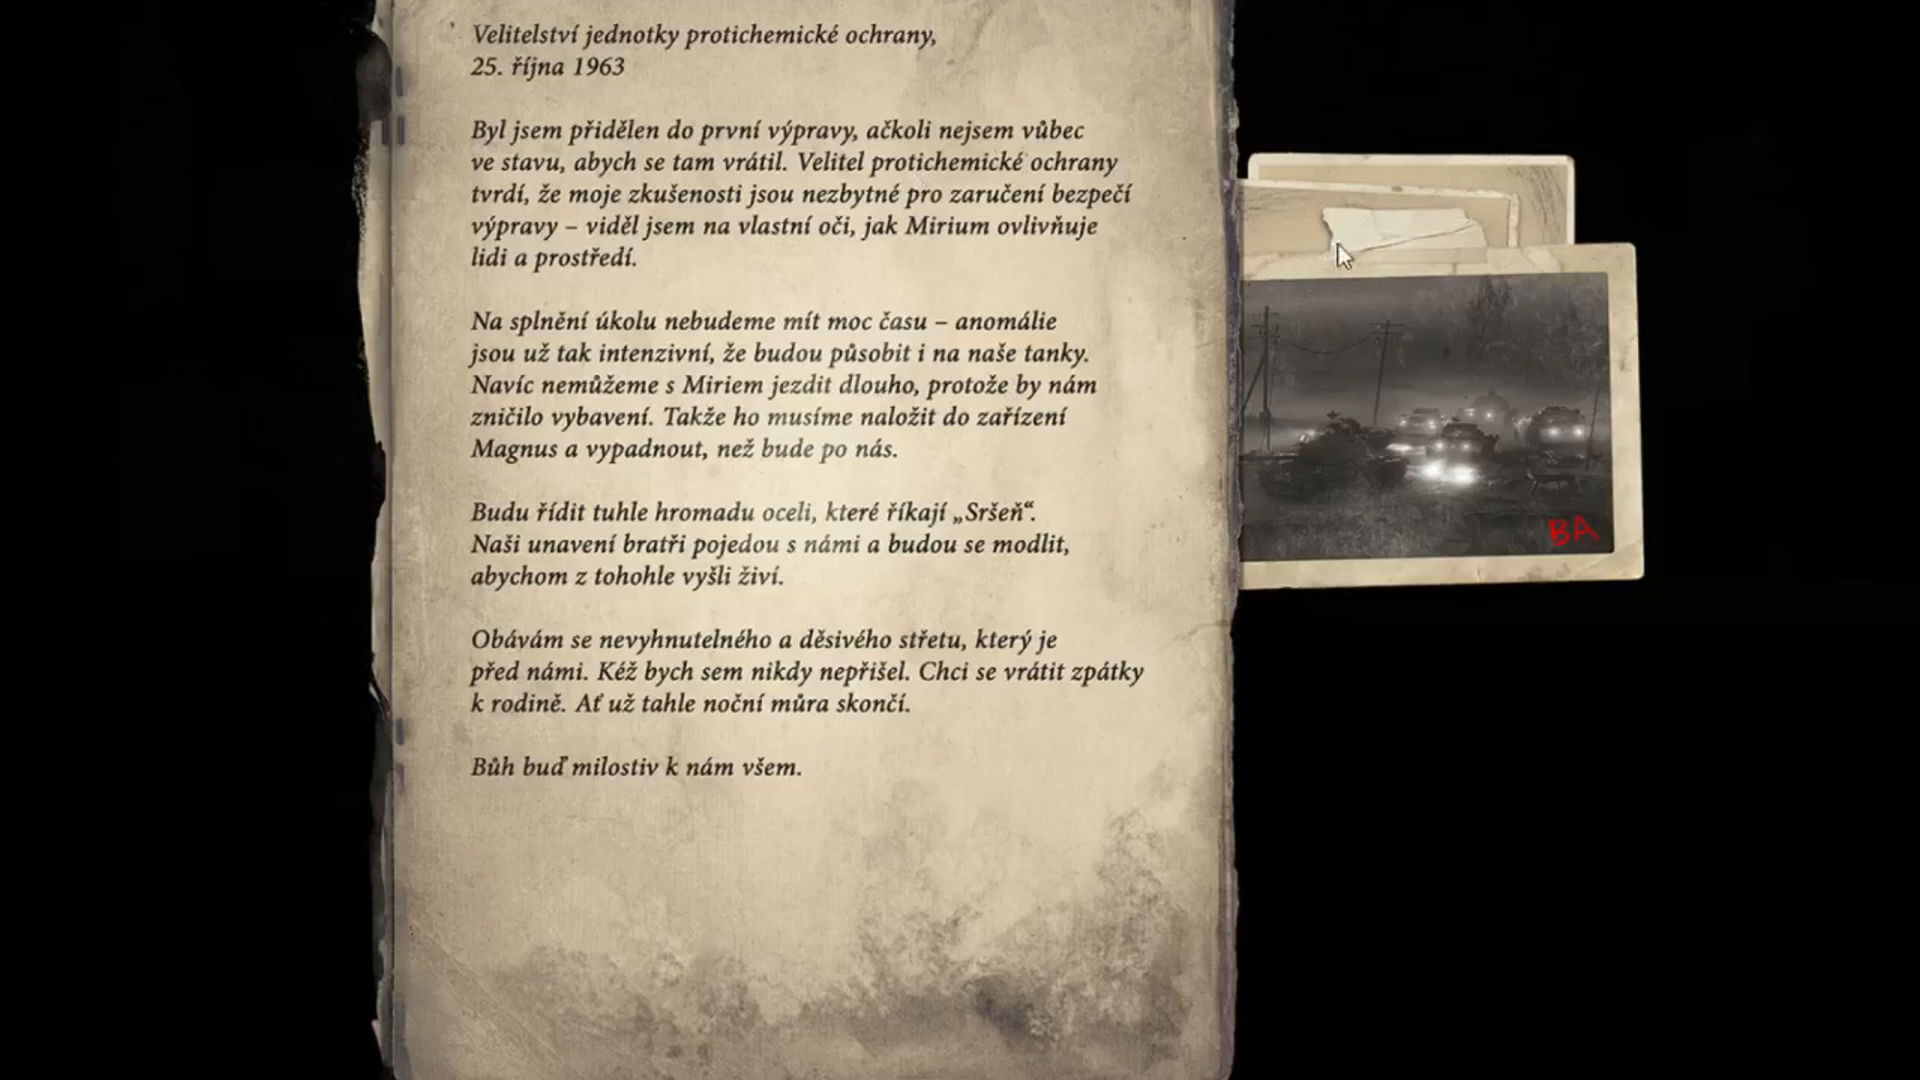 Velitelství jednotky protichemické ochrany,
25. října 1963
Byl jsem přidělen do první výpravy, ačkoli nejsem vůbec
ve stavu, abych se tam vrátil. Velitel protichemické ochrany
tvrdí, že moje zkušenosti jsou nezbytné pro zaručení bezpečí
výpravy – viděl jsem na vlastní oči, jak Mirium ovlivňuje
lidi a prostředí.
Na splnění úkolu nebudeme mít moc času – anomálie
jsou už tak intenzivní, že budou působit i na naše tanky.
Navíc nemůžeme s Miriem jezdit dlouho, protože by nám
zničilo vybavení. Takže ho musíme naložit do zařízení
Magnus a vypadnout, než bude po nás.
Budu řídit tuhle hromadu oceli, které říkají „Sršeň“.
Naši unavení bratři pojedou s námi a budou se modlit,
abychom z tohohle vyšli živí.
Obávám se nevyhnutelného a děsivého střetu, který je
před námi. Kéž bych sem nikdy nepřišel. Chci se vrátit zpátky
k rodině. Ať už tahle noční můra skončí.
Bůh buď milostiv k nám všem.
BA